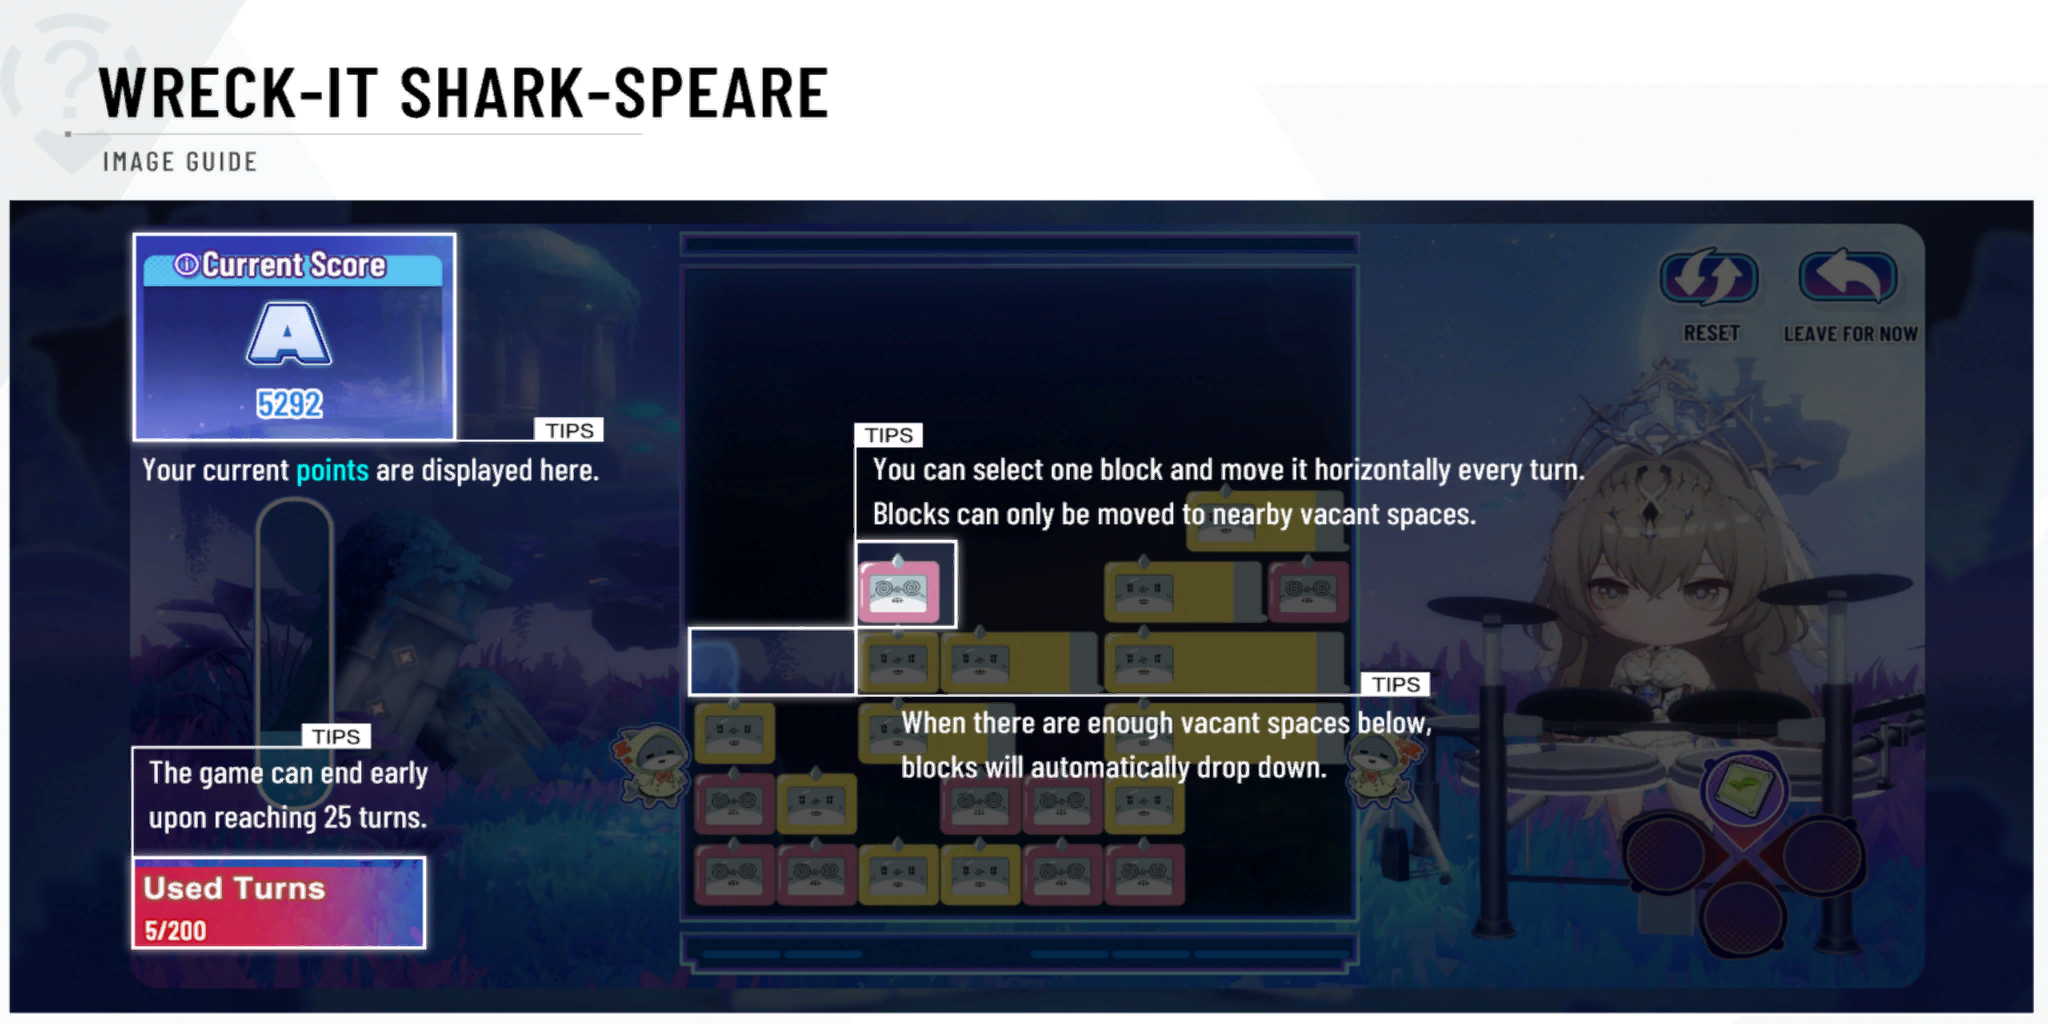 WRECK-IT SHARK-SPEARE
IMAGE GUIDE
Current Score
A
5292
TIPS
Your current points are displayed here.
RESET
LEAVE FOR NOW
TIPS
You can select one block and move it horizontally every turn.
Blocks can only be moved to nearby vacant spaces.
TIPS
When there are enough vacant spaces below,
blocks will automatically drop down.
TIPS
The game can end early
upon reaching 25 turns.
Used Turns
5/200